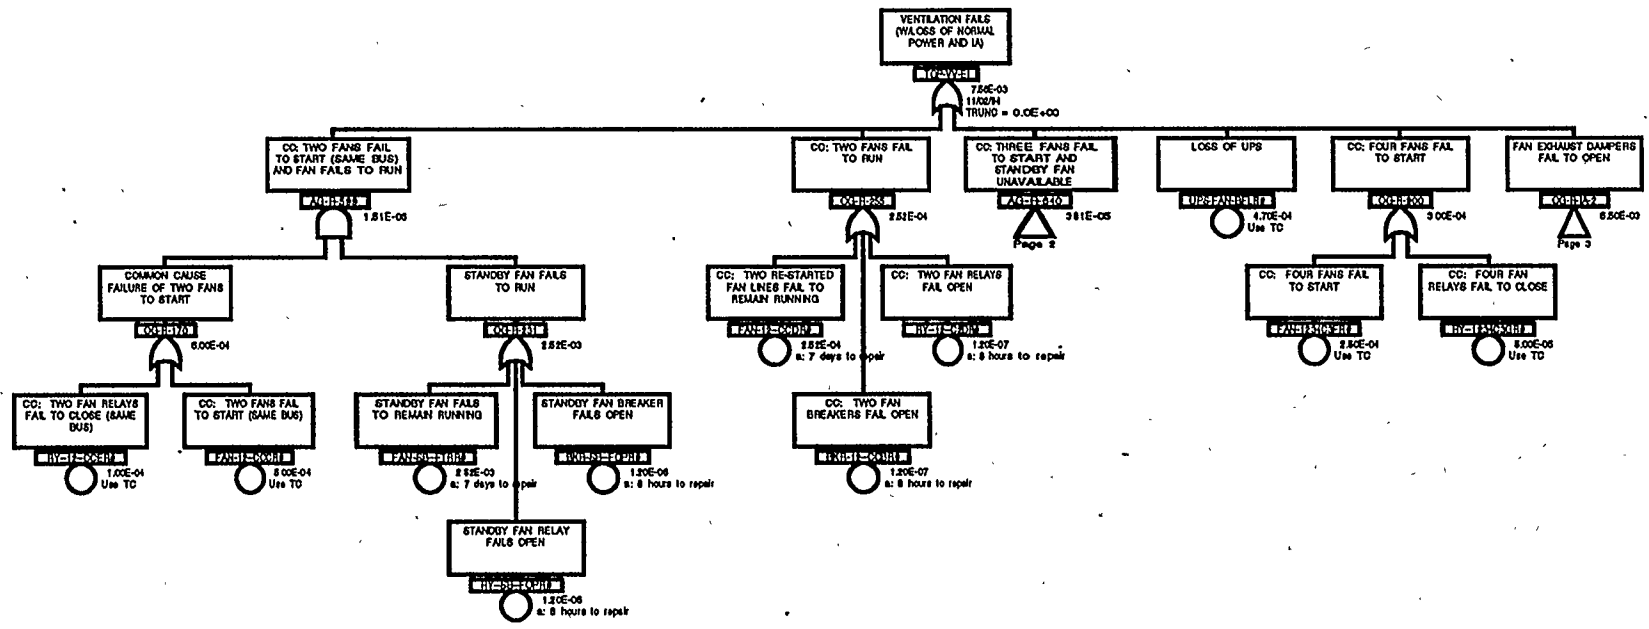 VENTILATION FAILS
(W/LOSS OF NORMAL
POWER AND IA)
7.56E-03
11/02/94
TRUNC = 0.0E+00
CC: TWO FANS FAIL
TO START (SAME BUS)
AND FAN FAILS TO RUN
1.51E-06
CC: TWO FANS FAIL
TO RUN
2.52E-04
CC: THREE FANS FAIL
TO START AND
STANDBY FAN
UNAVAILABLE
3.81E-05
Page 2
LOSS OF UPS
4.70E-04
Use TC
CC: FOUR FANS FAIL
TO START
3.00E-04
FAN EXHAUST DAMPERS
FAIL TO OPEN
6.50E-03
Page 3
COMMON CAUSE
FAILURE OF TWO FANS
TO START
6.00E-04
STANDBY FAN FAILS
TO RUN
2.52E-03
CC: TWO RE-STARTED
FAN LINES FAIL TO
REMAIN RUNNING
2.52E-04
a: 7 days to repair
CC: TWO FAN RELAYS
FAIL OPEN
1.20E-07
a: 8 hours to repair
CC: FOUR FANS FAIL
TO START
2.50E-04
Use TC
CC: FOUR FAN
RELAYS FAIL TO CLOSE
5.00E-05
Use TC
CC: TWO FAN RELAYS
FAIL TO CLOSE (SAME
BUS)
1.00E-04
Use TC
CC: TWO FANS FAIL
TO START (SAME BUS)
5.00E-04
Use TC
STANDBY FAN FAILS
TO REMAIN RUNNING
2.52E-03
a: 7 days to repair
STANDBY FAN BREAKER
FAILS OPEN
1.20E-06
a: 8 hours to repair
CC: TWO FAN
BREAKERS FAIL OPEN
1.20E-07
a: 8 hours to repair
STANDBY FAN RELAY
FAILS OPEN
1.20E-06
a: 8 hours to repair